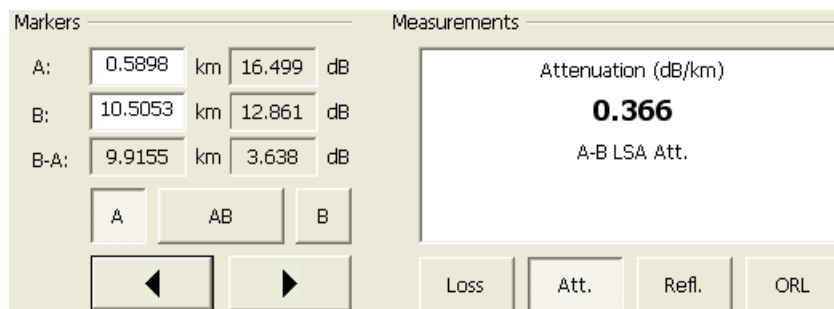 Markers
A: 0.5898 km 16.499 dB
B: 10.5053 km 12.861 dB
B-A: 9.9155 km 3.638 dB
A AB B
Measurements
Attenuation (dB/km)
0.366
A-B LSA Att.
Loss Att. Refl. ORL